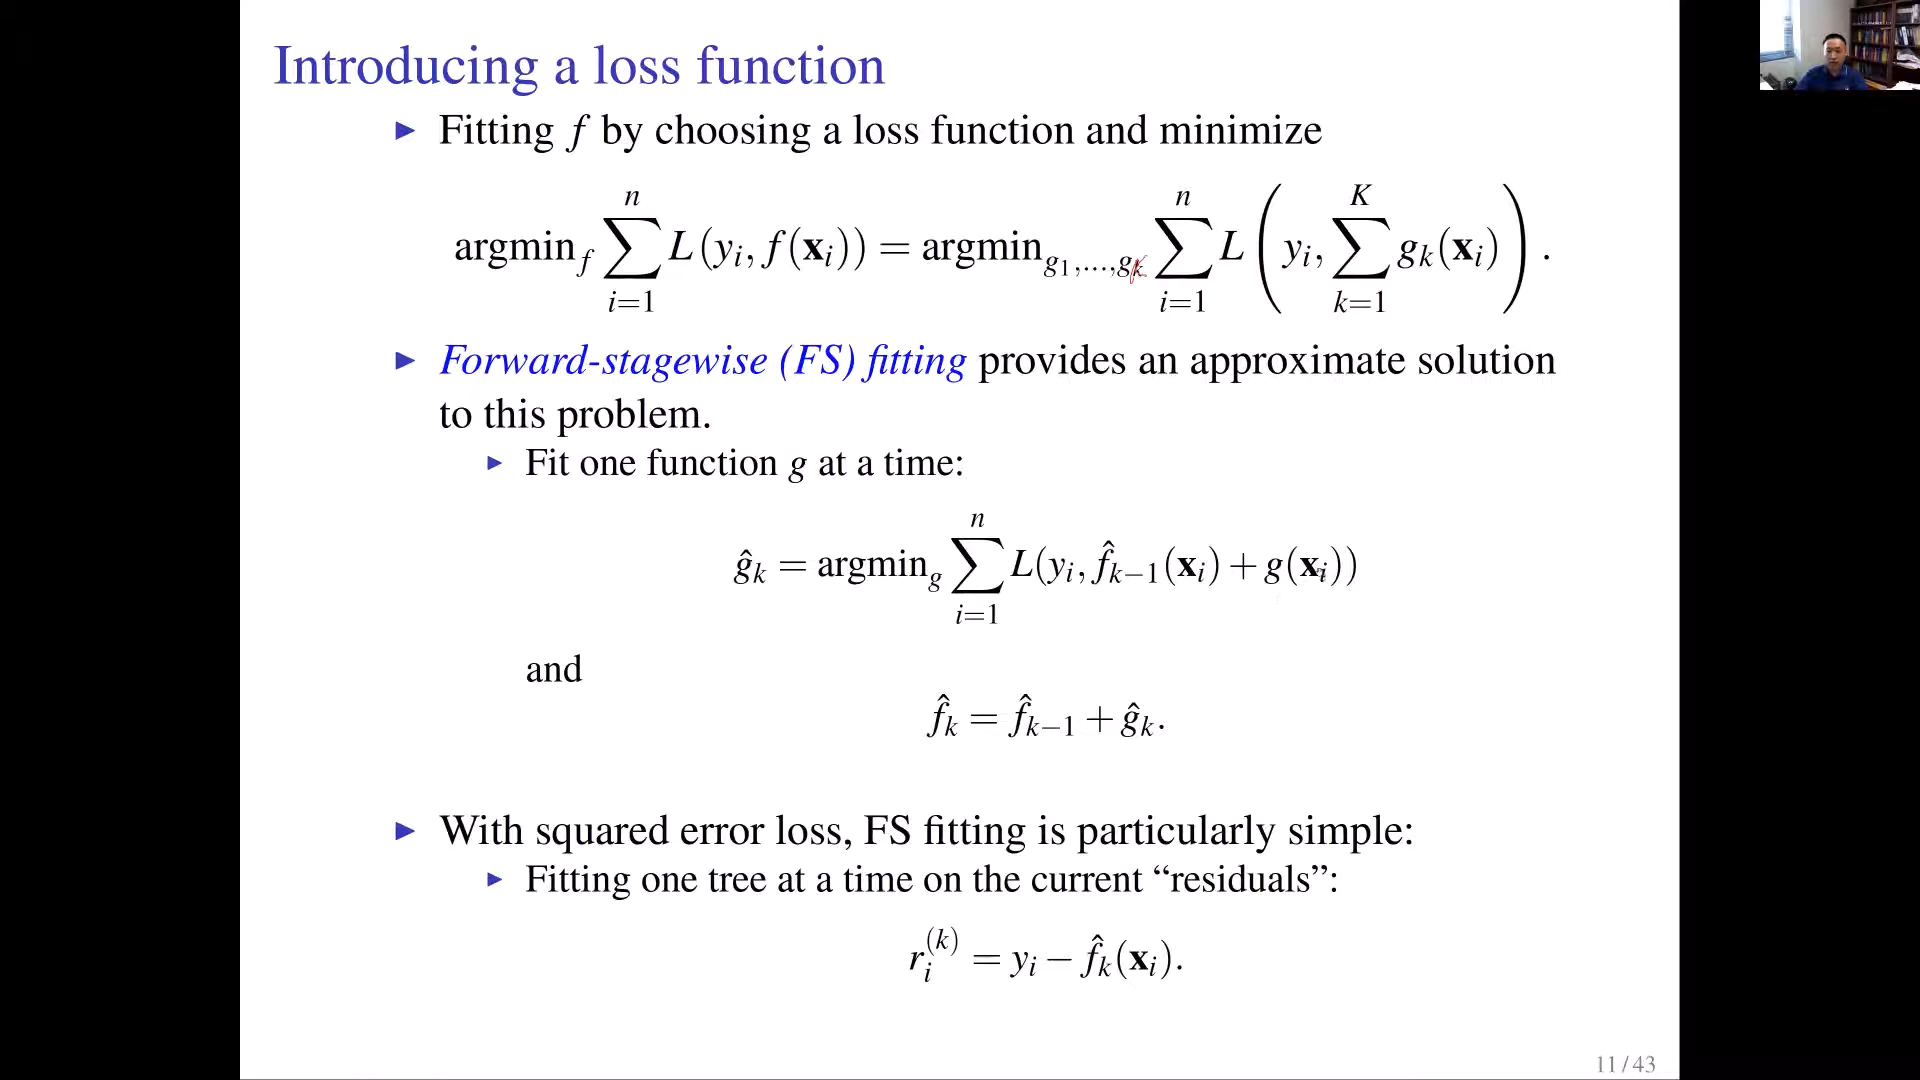 Introducing a loss function
▶ Fitting f by choosing a loss function and minimize
argmin_f ∑_{i=1}^{n} L(y_i, f(𝐱_i)) = argmin_{g_1,…,g_k} ∑_{i=1}^{n} L(y_i, ∑_{k=1}^{K} g_k(𝐱_i)).
▶ Forward-stagewise (FS) fitting provides an approximate solution
to this problem.
▶ Fit one function g at a time:
ĝ_k = argmin_g ∑_{i=1}^{n} L(y_i, f̂_{k−1}(𝐱_i) + g(𝐱_i))
and
f̂_k = f̂_{k−1} + ĝ_k.
▶ With squared error loss, FS fitting is particularly simple:
▶ Fitting one tree at a time on the current “residuals”:
r_i^{(k)} = y_i − f̂_k(𝐱_i).
11 / 43